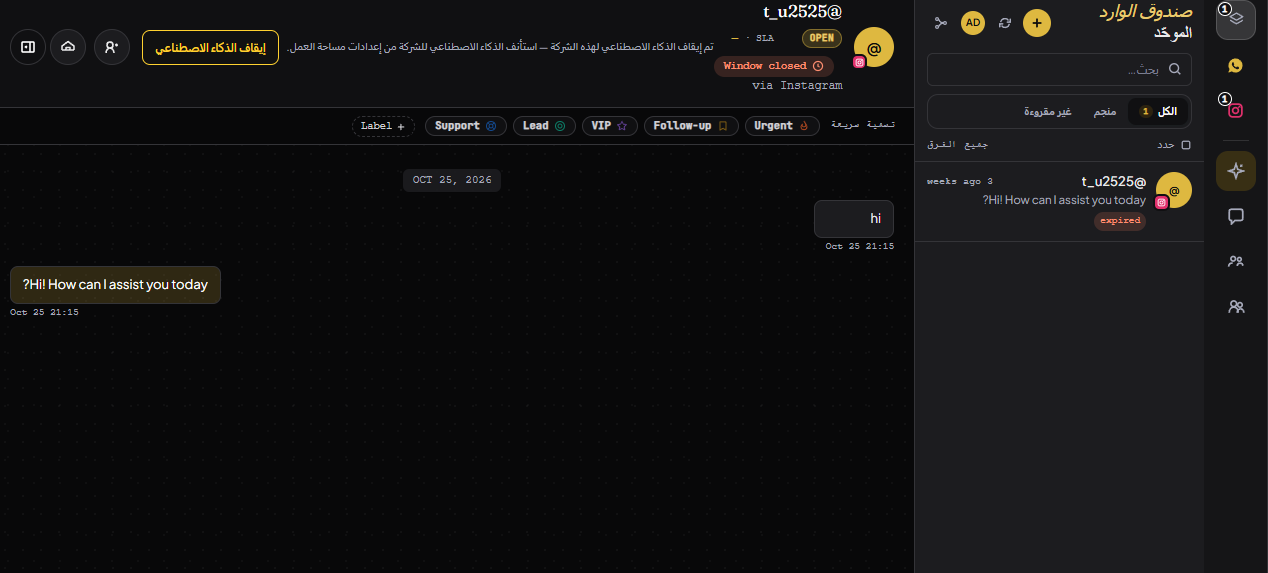 1
1
صندوق الوارد
الموحّد
AD
بحث...
الكل 1
منجم
غير مقروءة
حدد
جميع الفرق
@t_u2525
3 weeks ago
Hi! How can I assist you today?
expired
@
@t_u2525
OPEN
SLA · —
Window closed
via Instagram
@
تم إيقاف الذكاء الاصطناعي لهذه الشركة — استأنف الذكاء الاصطناعي للشركة من إعدادات مساحة العمل.
إيقاف الذكاء الاصطناعي
تسمية سريعة
Urgent
Follow-up
VIP
Lead
Support
+ Label
OCT 25, 2026
hi
Oct 25 21:15
Hi! How can I assist you today?
Oct 25 21:15